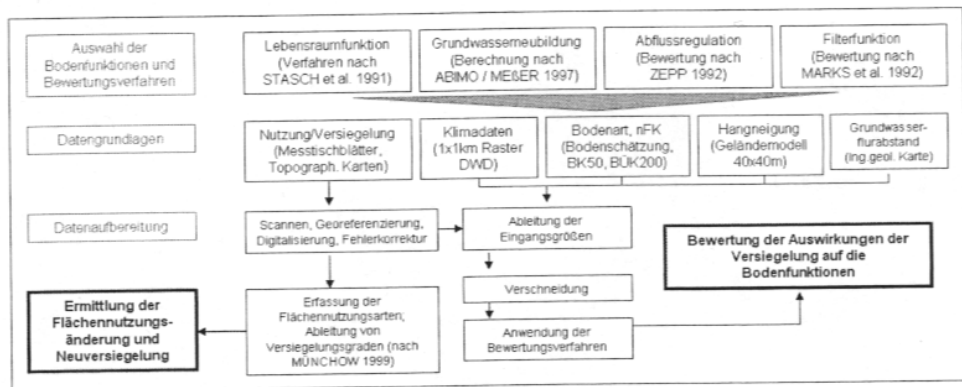 Auswahl der
Bodenfunktionen und
Bewertungsverfahren
Lebensraumfunktion
(Verfahren nach
STASCH et al. 1991)
Grundwasserneubildung
(Berechnung nach
ABIMO / MEßER 1997)
Abflussregulation
(Bewertung nach
ZEPP 1992)
Filterfunktion
(Bewertung nach
MARKS et al. 1992)
Datengrundlagen
Nutzung/Versiegelung
(Messtischblätter,
Topograph. Karten)
Klimadaten
(1x1km Raster
DWD)
Bodenart, nFK
(Bodenschätzung,
BK50, BÜK200)
Hangneigung
(Geländemodell
40x40m)
Grundwasser-
flurabstand
(ing.geol. Karte)
Datenaufbereitung
Scannen, Georeferenzierung,
Digitalisierung, Fehlerkorrektur
Ableitung der
Eingangsgrößen
Bewertung der Auswirkungen der
Versiegelung auf die
Bodenfunktionen
Verschneidung
Ermittlung der
Flächennutzungs-
änderung und
Neuversiegelung
Erfassung der
Flächennutzungsarten;
Ableitung von
Versiegelungsgraden (nach
MÜNCHOW 1999)
Anwendung der
Bewertungsverfahren